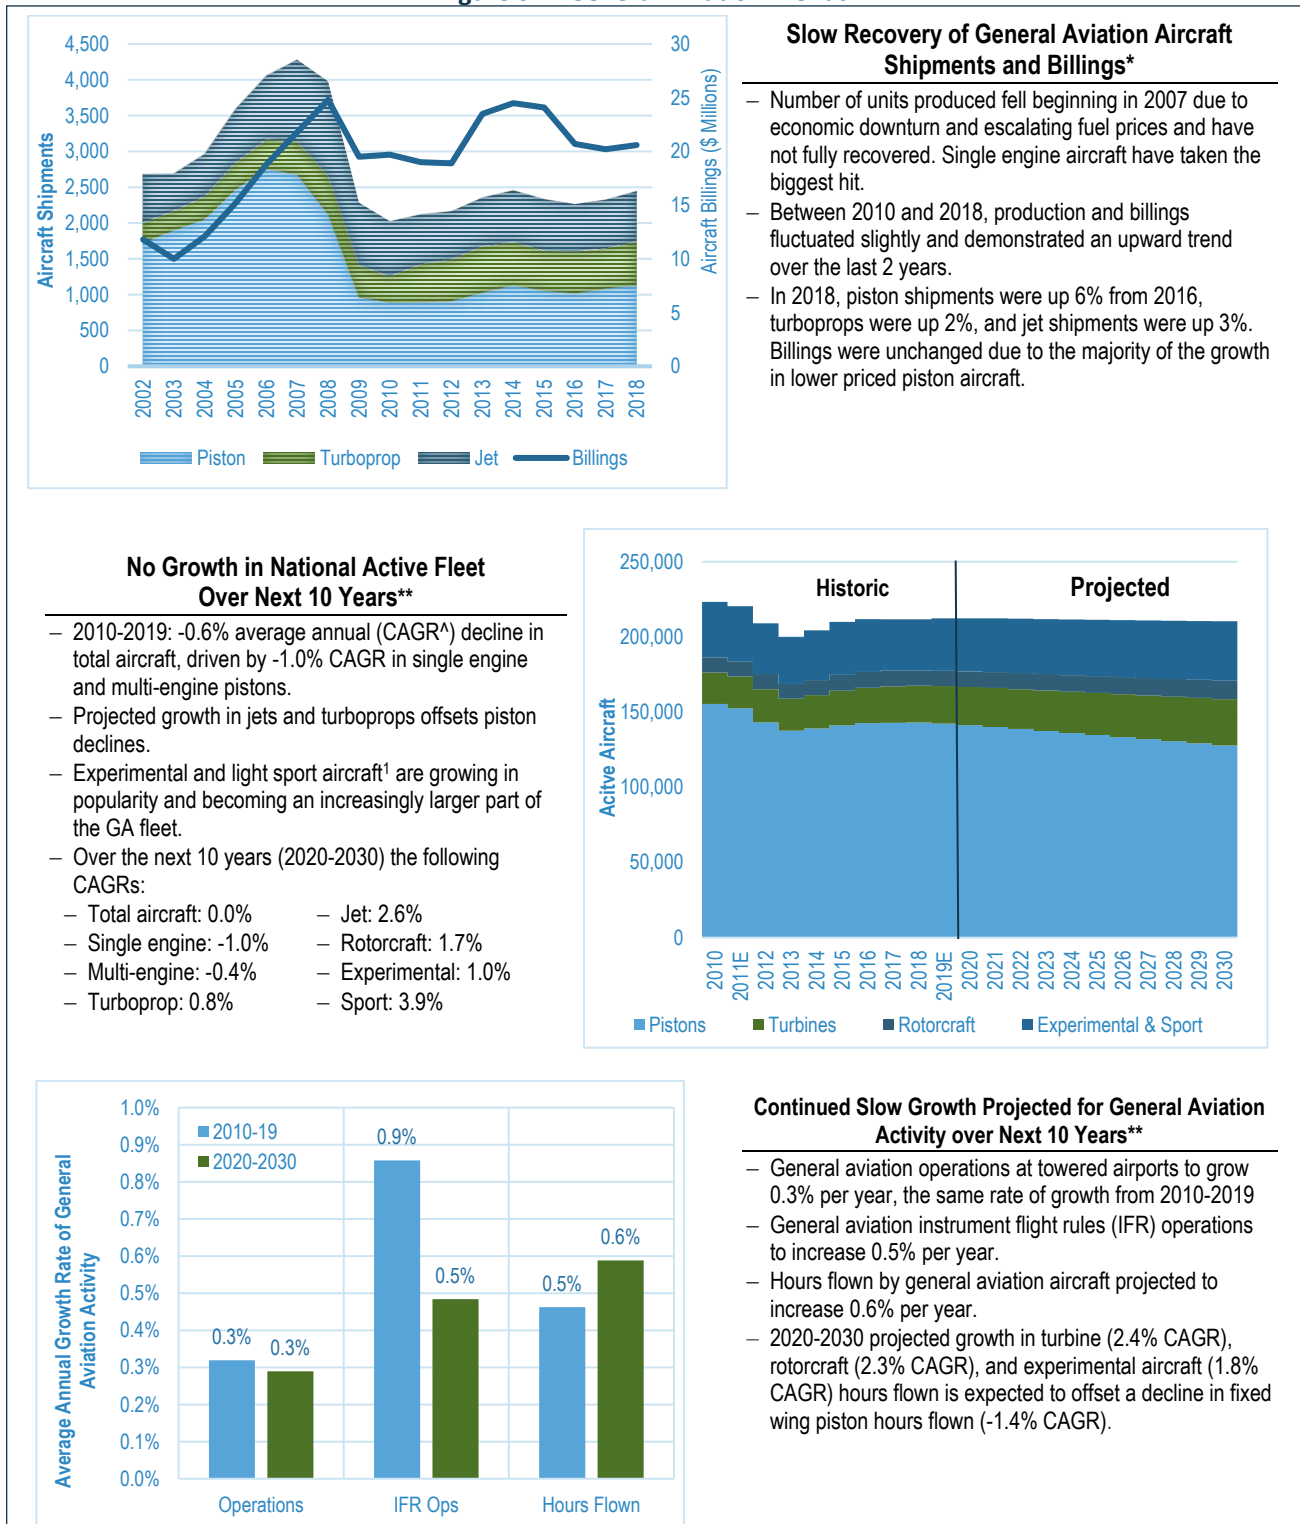 4,500
4,000
3,500
3,000
2,500
2,000
1,500
1,000
500
0
Aircraft Shipments
30
25
20
15
10
5
0
Aircraft Billings ($ Millions)
2002 2003 2004 2005 2006 2007 2008 2009 2010 2011 2012 2013 2014 2015 2016 2017 2018
Piston Turboprop Jet Billings
Slow Recovery of General Aviation Aircraft
Shipments and Billings*
– Number of units produced fell beginning in 2007 due to
economic downturn and escalating fuel prices and have
not fully recovered. Single engine aircraft have taken the
biggest hit.
– Between 2010 and 2018, production and billings
fluctuated slightly and demonstrated an upward trend
over the last 2 years.
– In 2018, piston shipments were up 6% from 2016,
turboprops were up 2%, and jet shipments were up 3%.
Billings were unchanged due to the majority of the growth
in lower priced piston aircraft.
No Growth in National Active Fleet
Over Next 10 Years**
– 2010-2019: -0.6% average annual (CAGR^) decline in
total aircraft, driven by -1.0% CAGR in single engine
and multi-engine pistons.
– Projected growth in jets and turboprops offsets piston
declines.
– Experimental and light sport aircraft¹ are growing in
popularity and becoming an increasingly larger part of
the GA fleet.
– Over the next 10 years (2020-2030) the following
CAGRs:
– Total aircraft: 0.0% – Jet: 2.6%
– Single engine: -1.0% – Rotorcraft: 1.7%
– Multi-engine: -0.4% – Experimental: 1.0%
– Turboprop: 0.8% – Sport: 3.9%
250,000
200,000
150,000
100,000
50,000
0
Acitve Aircraft
Historic Projected
2010 2011E 2012 2013 2014 2015 2016 2017 2018 2019E 2020 2021 2022 2023 2024 2025 2026 2027 2028 2029 2030
Pistons Turbines Rotorcraft Experimental & Sport
1.0%
0.9%
0.8%
0.7%
0.6%
0.5%
0.4%
0.3%
0.2%
0.1%
0.0%
Average Annual Growth Rate of General
Aviation Activity
2010-19
2020-2030
0.3% 0.3%
0.9% 0.5%
0.5% 0.6%
Operations IFR Ops Hours Flown
Continued Slow Growth Projected for General Aviation
Activity over Next 10 Years**
– General aviation operations at towered airports to grow
0.3% per year, the same rate of growth from 2010-2019
– General aviation instrument flight rules (IFR) operations
to increase 0.5% per year.
– Hours flown by general aviation aircraft projected to
increase 0.6% per year.
– 2020-2030 projected growth in turbine (2.4% CAGR),
rotorcraft (2.3% CAGR), and experimental aircraft (1.8%
CAGR) hours flown is expected to offset a decline in fixed
wing piston hours flown (-1.4% CAGR).